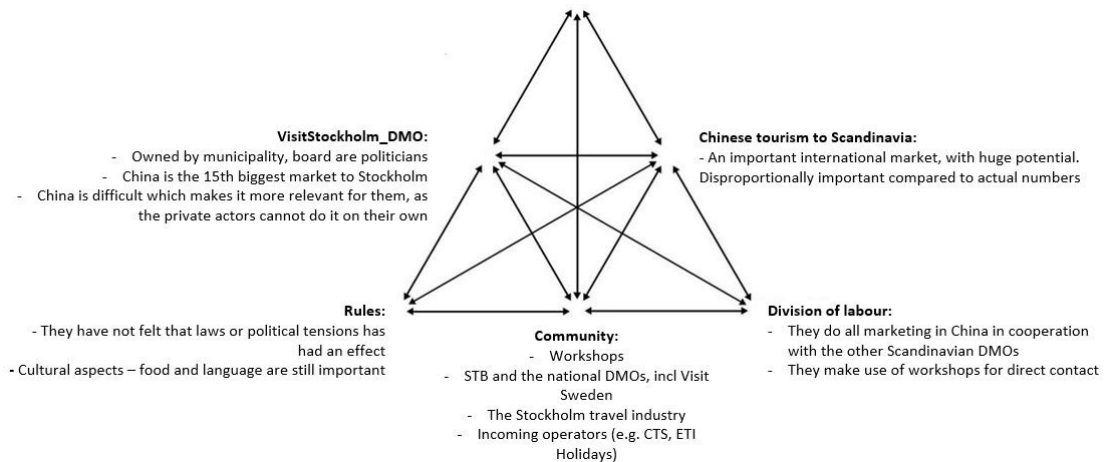 VisitStockholm_DMO:
- Owned by municipality, board are politicians
- China is the 15th biggest market to Stockholm
- China is difficult which makes it more relevant for them, as
the private actors cannot do it on their own
Chinese tourism to Scandinavia:
- An important international market, with huge potential.
Disproportionally important compared to actual numbers
Rules:
- They have not felt that laws or political tensions has
had an effect
- Cultural aspects – food and language are still important
Community:
- Workshops
- STB and the national DMOs, incl Visit
Sweden
- The Stockholm travel industry
- Incoming operators (e.g. CTS, ETI
Holidays)
Division of labour:
- They do all marketing in China in cooperation
with the other Scandinavian DMOs
- They make use of workshops for direct contact